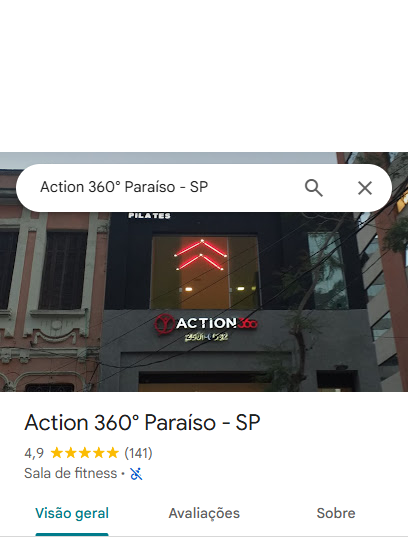 Action 360° Paraíso - SP
PILATES
ACTION360
Action 360° Paraíso - SP
4,9 (141)
Sala de fitness •
Visão geral Avaliações Sobre